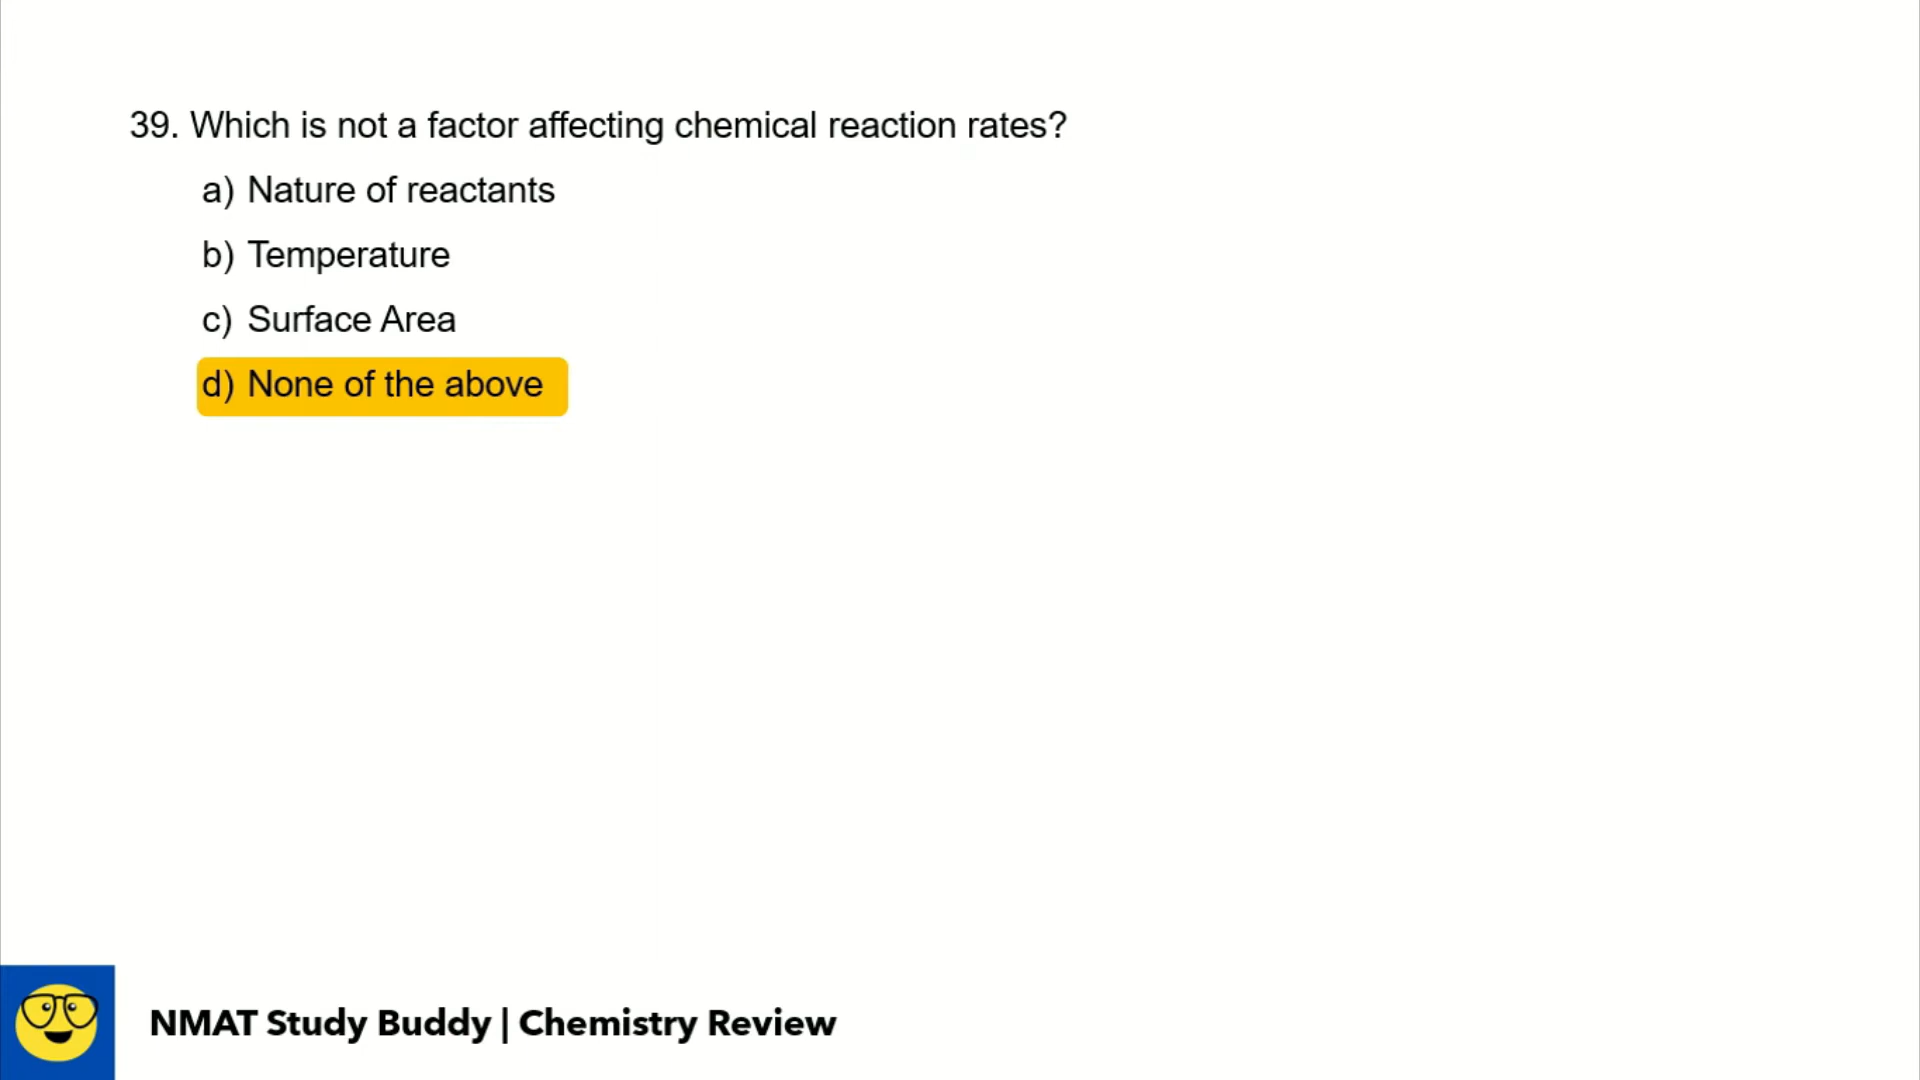 39. Which is not a factor affecting chemical reaction rates?
a) Nature of reactants
b) Temperature
c) Surface Area
d) None of the above
NMAT Study Buddy | Chemistry Review